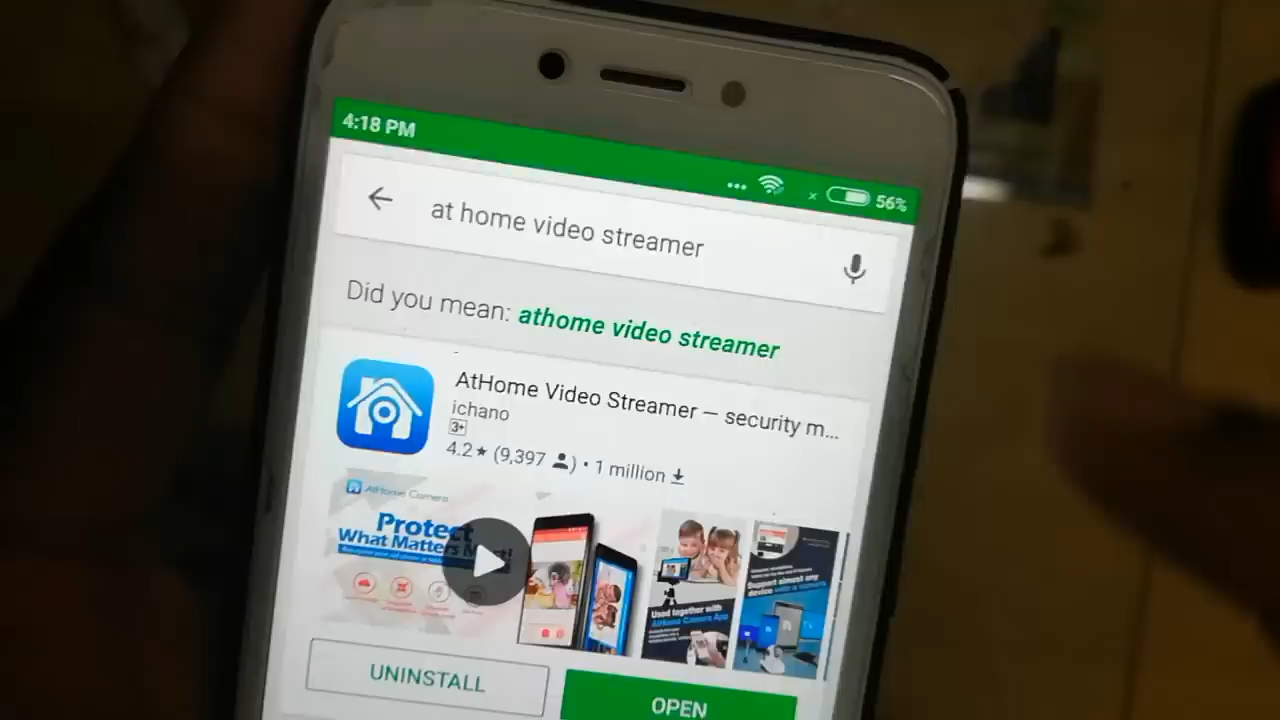 4:18 PM
56%
at home video streamer
Did you mean: athome video streamer
AtHome Video Streamer – security m...
ichano
3+
4.2★ (9,397 ) • 1 million
AtHome Camera
Protect
What Matters
Used together with
AtHome Camera App
Support almost any
device with a camera
UNINSTALL
OPEN